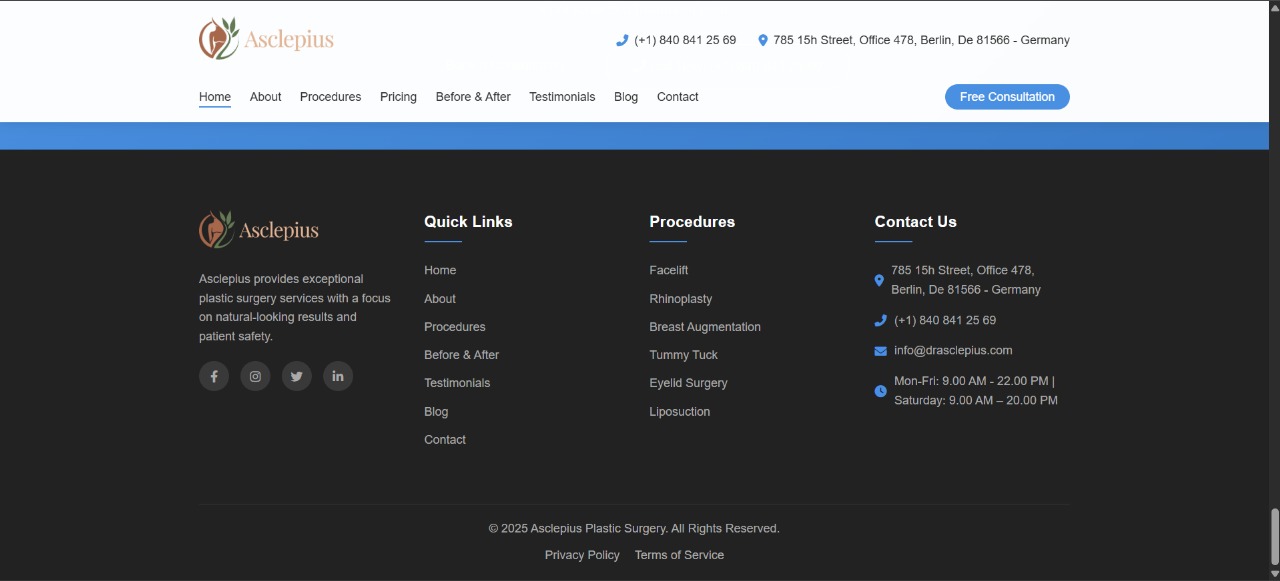 Asclepius
(+1) 840 841 25 69
785 15h Street, Office 478, Berlin, De 81566 - Germany
Home About Procedures Pricing Before & After Testimonials Blog Contact
Free Consultation
Asclepius
Asclepius provides exceptional
plastic surgery services with a focus
on natural-looking results and
patient safety.
Quick Links
Home
About
Procedures
Before & After
Testimonials
Blog
Contact
Procedures
Facelift
Rhinoplasty
Breast Augmentation
Tummy Tuck
Eyelid Surgery
Liposuction
Contact Us
785 15h Street, Office 478,
Berlin, De 81566 - Germany
(+1) 840 841 25 69
info@drasclepius.com
Mon-Fri: 9.00 AM - 22.00 PM |
Saturday: 9.00 AM – 20.00 PM
© 2025 Asclepius Plastic Surgery. All Rights Reserved.
Privacy Policy Terms of Service